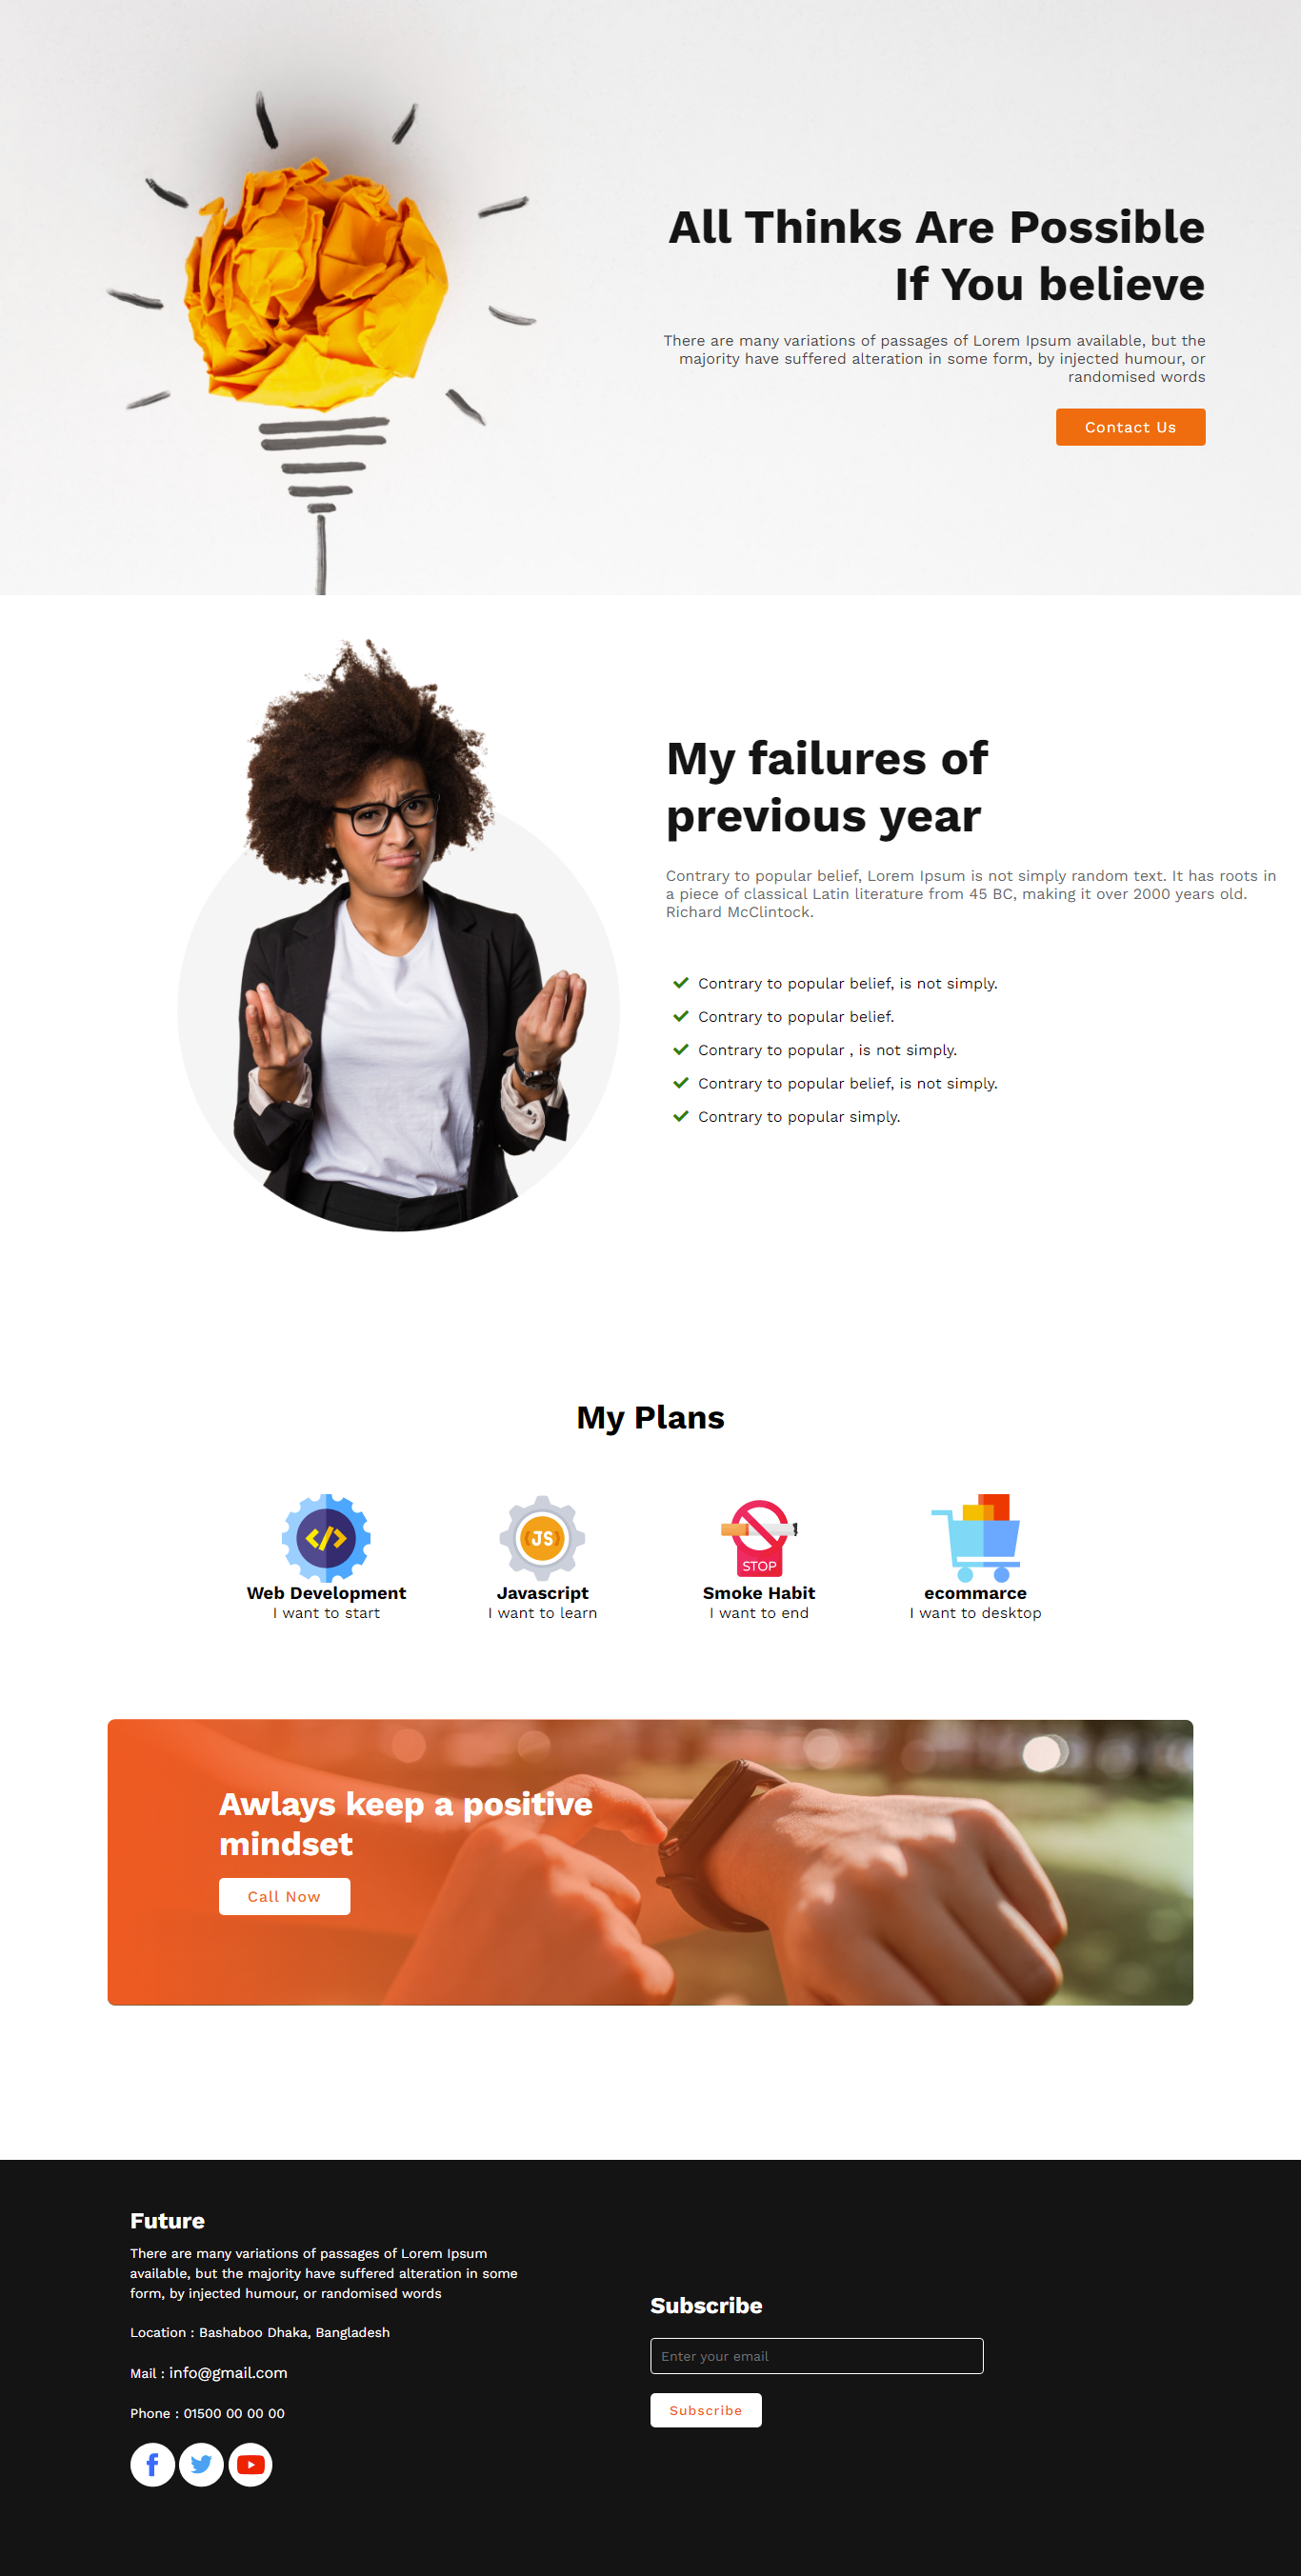 All Thinks Are Possible
If You believe
There are many variations of passages of Lorem Ipsum available, but the
majority have suffered alteration in some form, by injected humour, or
randomised words
Contact Us
My failures of
previous year
Contrary to popular belief, Lorem Ipsum is not simply random text. It has roots in
a piece of classical Latin literature from 45 BC, making it over 2000 years old.
Richard McClintock.
Contrary to popular belief, is not simply.
Contrary to popular belief.
Contrary to popular , is not simply.
Contrary to popular belief, is not simply.
Contrary to popular simply.
My Plans
JS
STOP
Web Development
I want to start
Javascript
I want to learn
Smoke Habit
I want to end
ecommarce
I want to desktop
Awlays keep a positive
mindset
Call Now
Future
There are many variations of passages of Lorem Ipsum
available, but the majority have suffered alteration in some
form, by injected humour, or randomised words
Location : Bashaboo Dhaka, Bangladesh
Mail : info@gmail.com
Phone : 01500 00 00 00
Subscribe
Enter your email
Subscribe